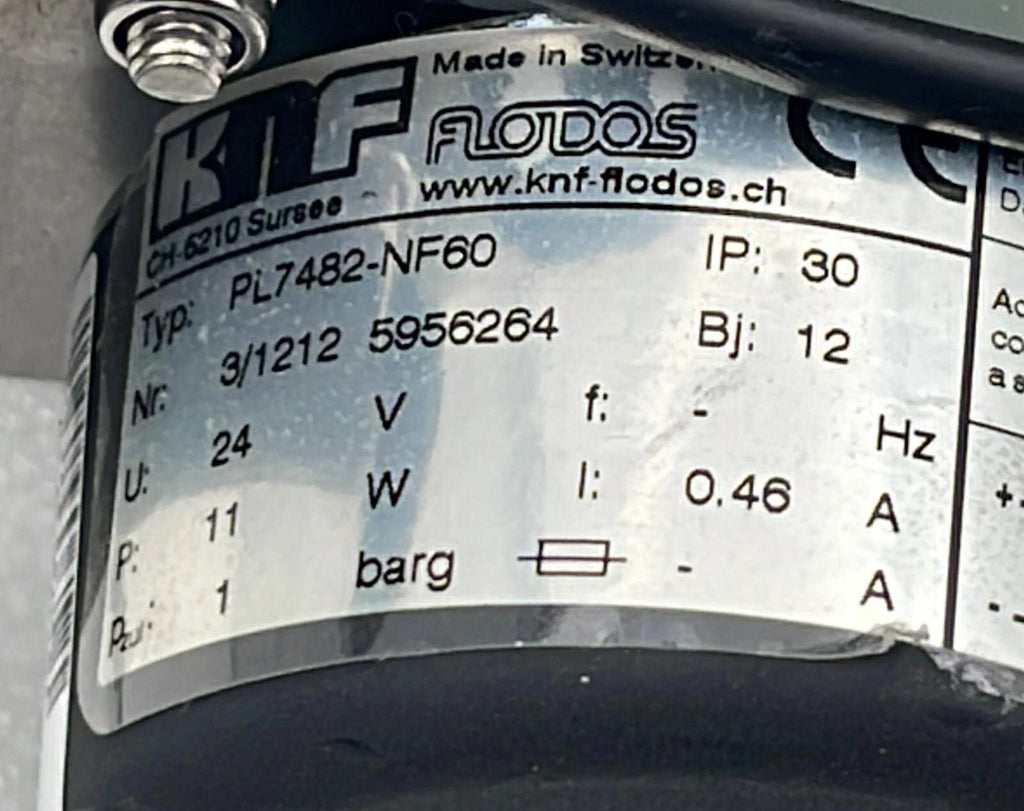 Made in
KNF FLODOS
www.knf-flodos.ch
CH-6210 Sursee
CE
Typ: PL7482-NF60 IP: 30
Nr: 3/1212 5956264 Bj: 12
U: 24 V f: - Hz
P: 11 W I: 0.46 A
Pzul: 1 barg - A